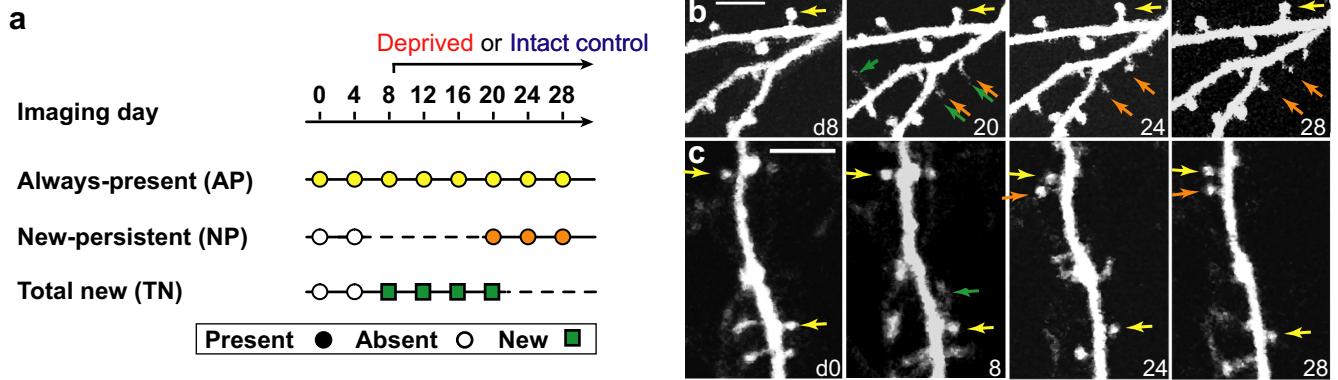 a
Deprived or Intact control
Imaging day
0 4 8 12 16 20 24 28
Always-present (AP)
New-persistent (NP)
Total new (TN)
Present Absent New
b
d8 20 24 28
c
d0 8 24 28